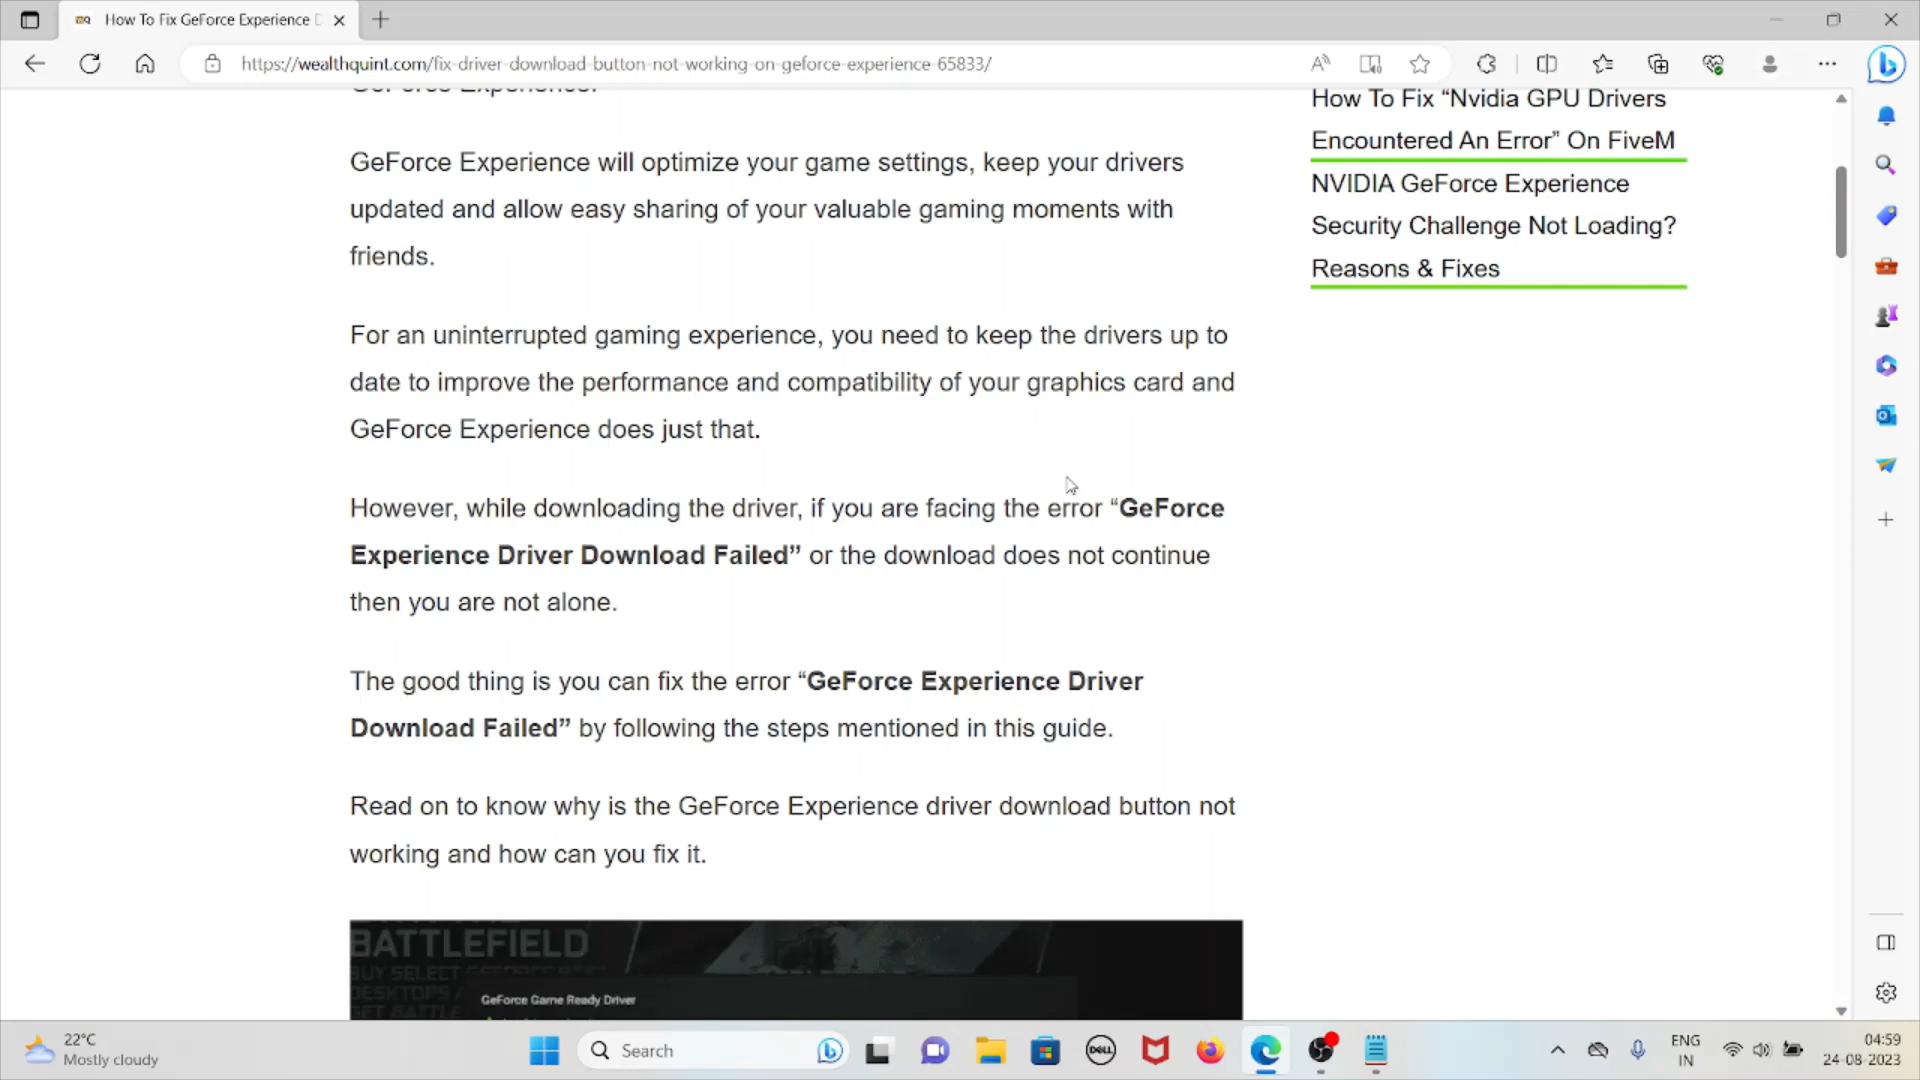 How To Fix GeForce Experience D
https://wealthquint.com/fix-driver-download-button-not-working-on-geforce-experience-65833/
GeForce Experience.
GeForce Experience will optimize your game settings, keep your drivers
updated and allow easy sharing of your valuable gaming moments with
friends.
For an uninterrupted gaming experience, you need to keep the drivers up to
date to improve the performance and compatibility of your graphics card and
GeForce Experience does just that.
However, while downloading the driver, if you are facing the error “GeForce
Experience Driver Download Failed” or the download does not continue
then you are not alone.
The good thing is you can fix the error “GeForce Experience Driver
Download Failed” by following the steps mentioned in this guide.
Read on to know why is the GeForce Experience driver download button not
working and how can you fix it.
BATTLEFIELD
GeForce Game Ready Driver
How To Fix “Nvidia GPU Drivers
Encountered An Error” On FiveM
NVIDIA GeForce Experience
Security Challenge Not Loading?
Reasons & Fixes
22°C
Mostly cloudy
Search
DELL
ENG
IN
04:59
24-08-2023